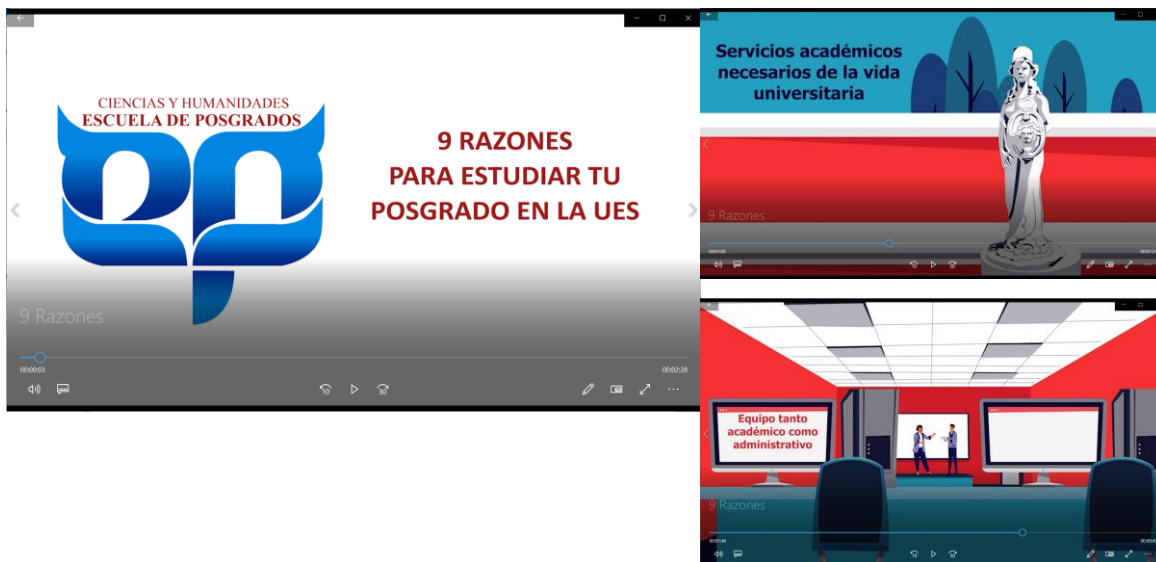 CIENCIAS Y HUMANIDADES
ESCUELA DE POSGRADOS
9 RAZONES
PARA ESTUDIAR TU
POSGRADO EN LA UES
9 Razones
00:00:03
00:02:28
10
30
Servicios académicos
necesarios de la vida
universitaria
9 Razones
Equipo tanto
académico como
administrativo
9 Razones